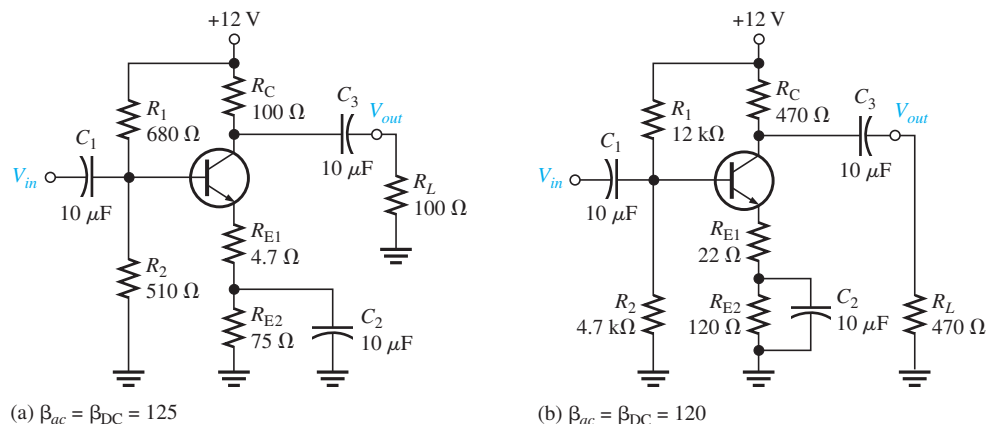 +12 V
R1
680 Ω
RC
100 Ω
C3
Vout
10 μF
C1
Vin
10 μF
RL
100 Ω
RE1
4.7 Ω
R2
510 Ω
RE2
75 Ω
C2
10 μF
(a) βac = βDC = 125
+12 V
R1
12 kΩ
RC
470 Ω
C3
Vout
10 μF
C1
Vin
10 μF
RE1
22 Ω
R2
4.7 kΩ
RE2
120 Ω
C2
10 μF
RL
470 Ω
(b) βac = βDC = 120